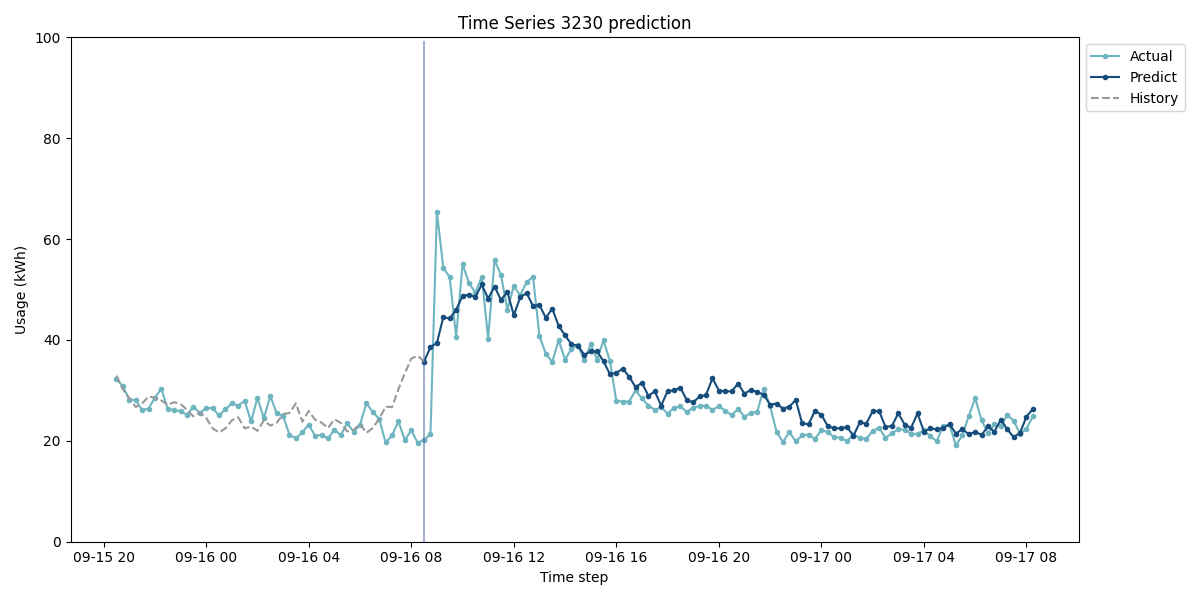 Time Series 3230 prediction
100
80
60
40
20
0
Usage (kWh)
09-15 20
09-16 00
09-16 04
09-16 08
09-16 12
09-16 16
09-16 20
09-17 00
09-17 04
09-17 08
Time step
Actual
Predict
History